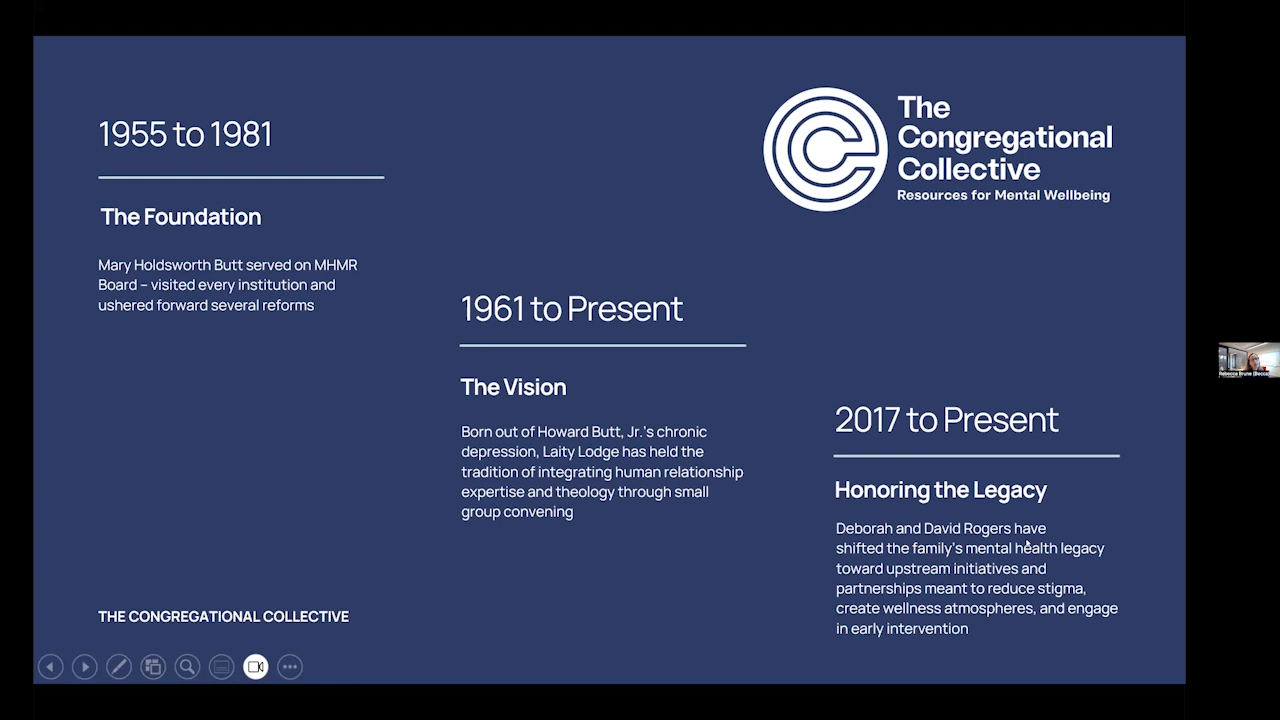 1955 to 1981
The Foundation
Mary Holdsworth Butt served on MHMR
Board – visited every institution and
ushered forward several reforms
The
Congregational
Collective
Resources for Mental Wellbeing
1961 to Present
The Vision
Born out of Howard Butt, Jr.'s chronic
depression, Laity Lodge has held the
tradition of integrating human relationship
expertise and theology through small
group convening
2017 to Present
Honoring the Legacy
Deborah and David Rogers have
shifted the family's mental health legacy
toward upstream initiatives and
partnerships meant to reduce stigma,
create wellness atmospheres, and engage
in early intervention
THE CONGREGATIONAL COLLECTIVE
Rebecca Brune (Becca)